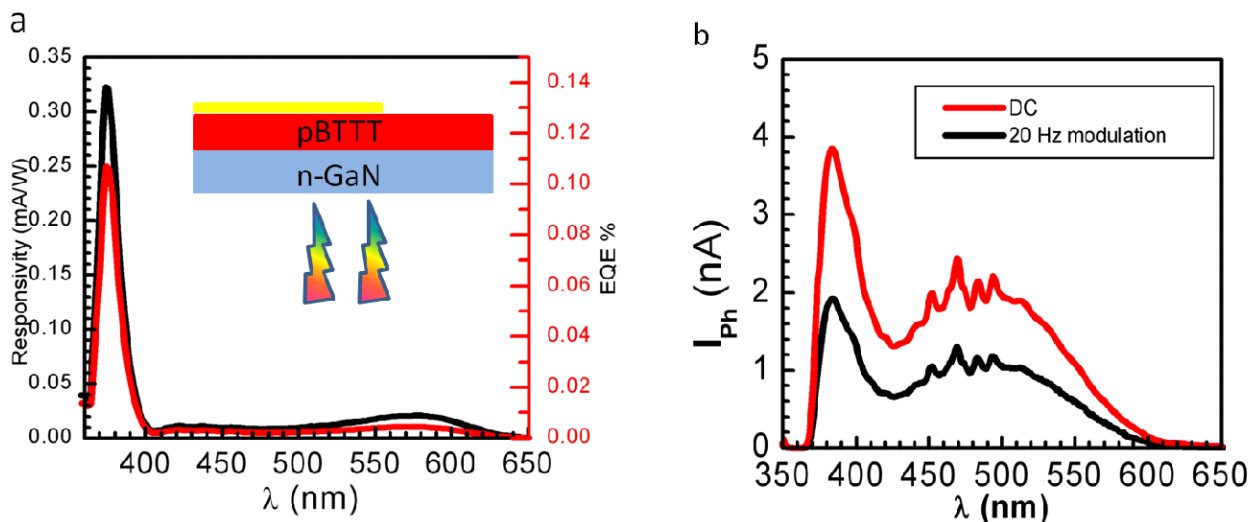 a
Responsivity (mA/W)
0.35
0.30
0.25
0.20
0.15
0.10
0.05
0.00
pBTTT
n-GaN
0.14
0.12
0.10
0.08
0.06
0.04
0.02
0.00
EQE %
400 450 500 550 600 650
λ (nm)
b
I_Ph (nA)
5
4
3
2
1
0
DC
20 Hz modulation
350 400 450 500 550 600 650
λ (nm)